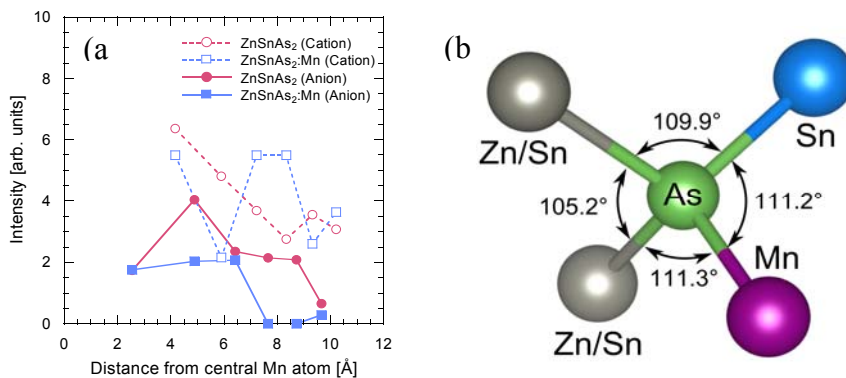 (a
ZnSnAs₂ (Cation)
ZnSnAs₂:Mn (Cation)
ZnSnAs₂ (Anion)
ZnSnAs₂:Mn (Anion)
Intensity [arb. units]
10
8
6
4
2
0
0 2 4 6 8 10 12
Distance from central Mn atom [Å]
(b)
Zn/Sn
109.9°
Sn
105.2°
As
111.2°
111.3°
Mn
Zn/Sn